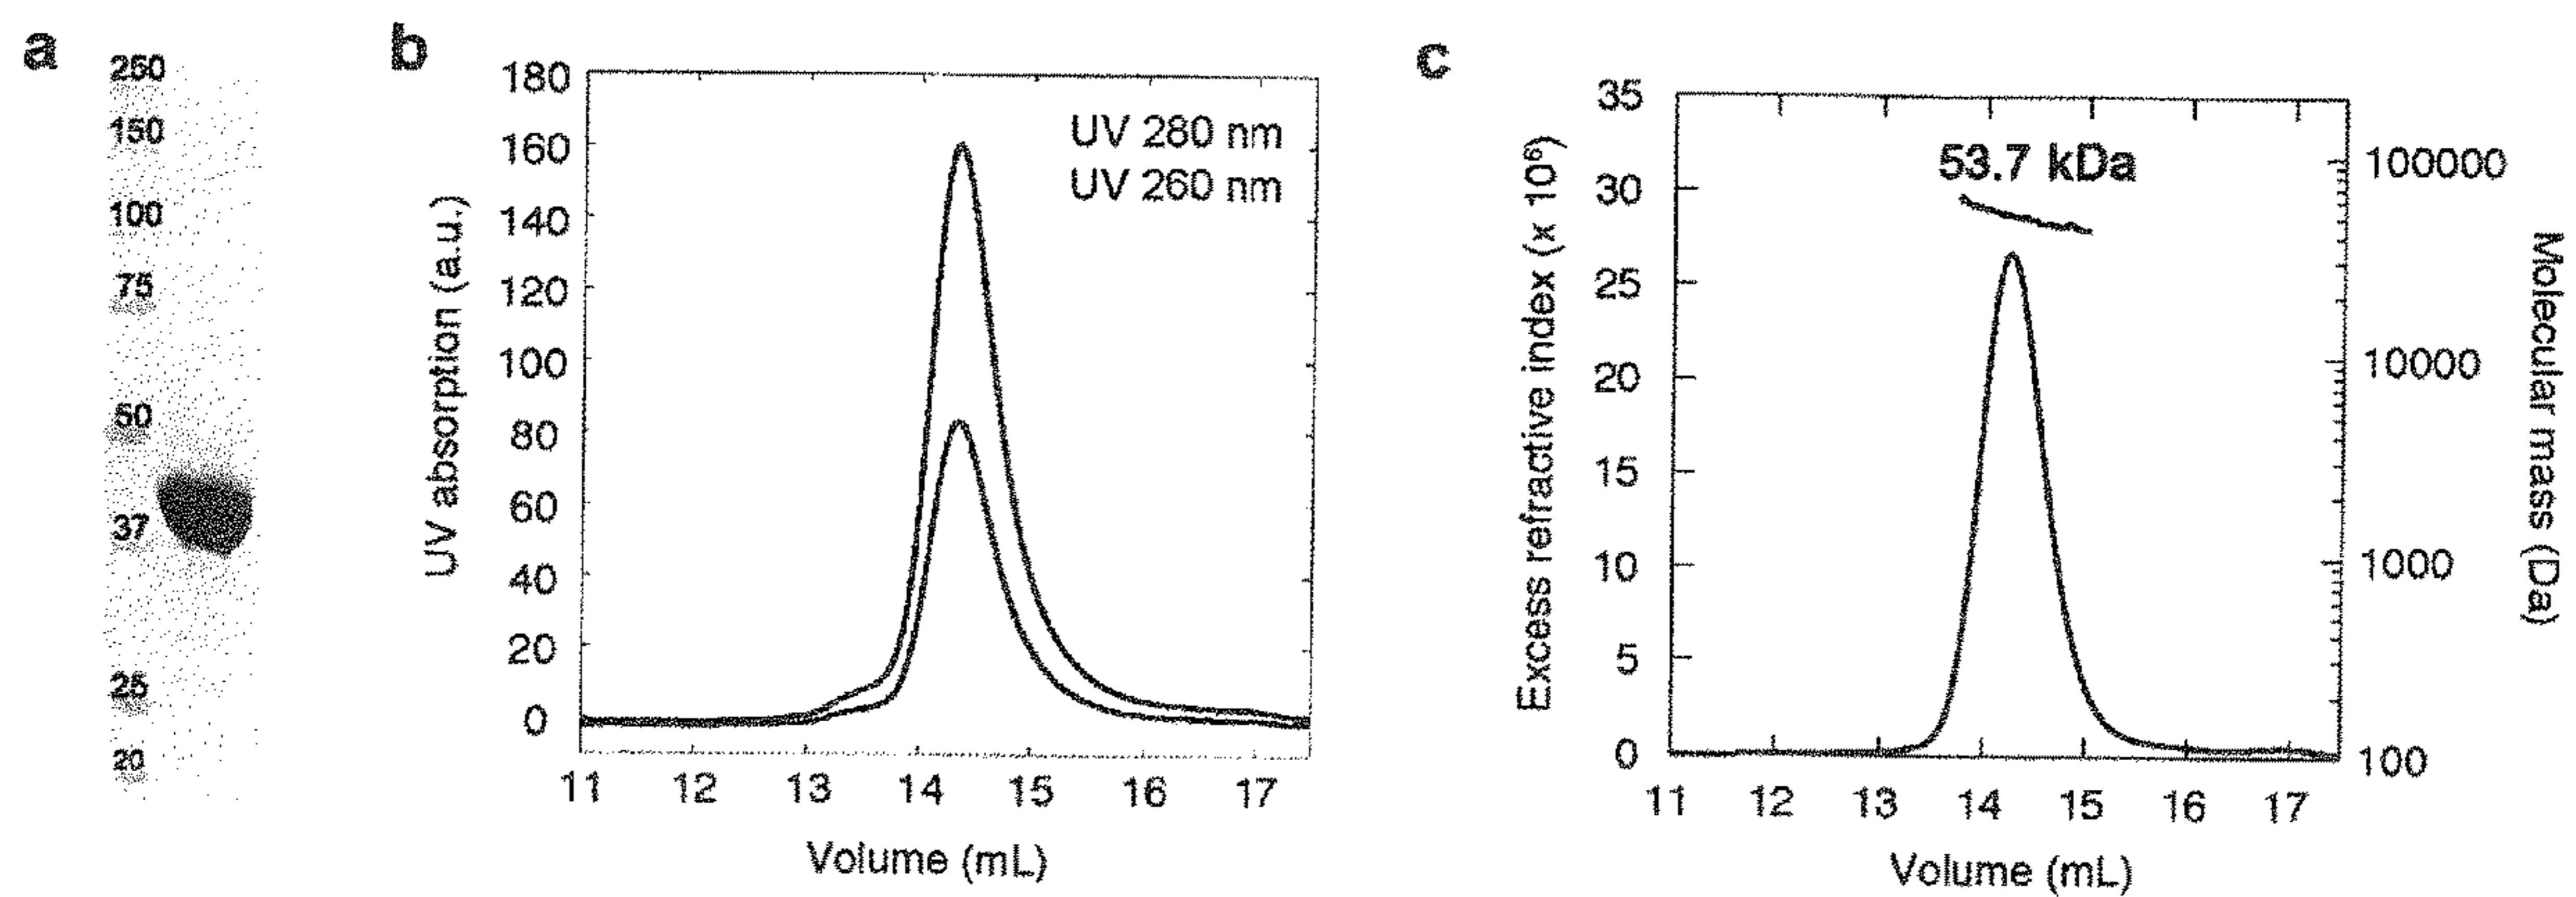 a
250
150
100
75
50
37
25
20
b
180
160
140
120
100
80
60
40
20
0
UV absorption (a.u.)
UV 280 nm
UV 260 nm
11 12 13 14 15 16 17
Volume (mL)
c
35
30
25
20
15
10
5
0
Excess refractive index (x 10⁶)
53.7 kDa
100000
10000
1000
100
Molecular mass (Da)
11 12 13 14 15 16 17
Volume (mL)